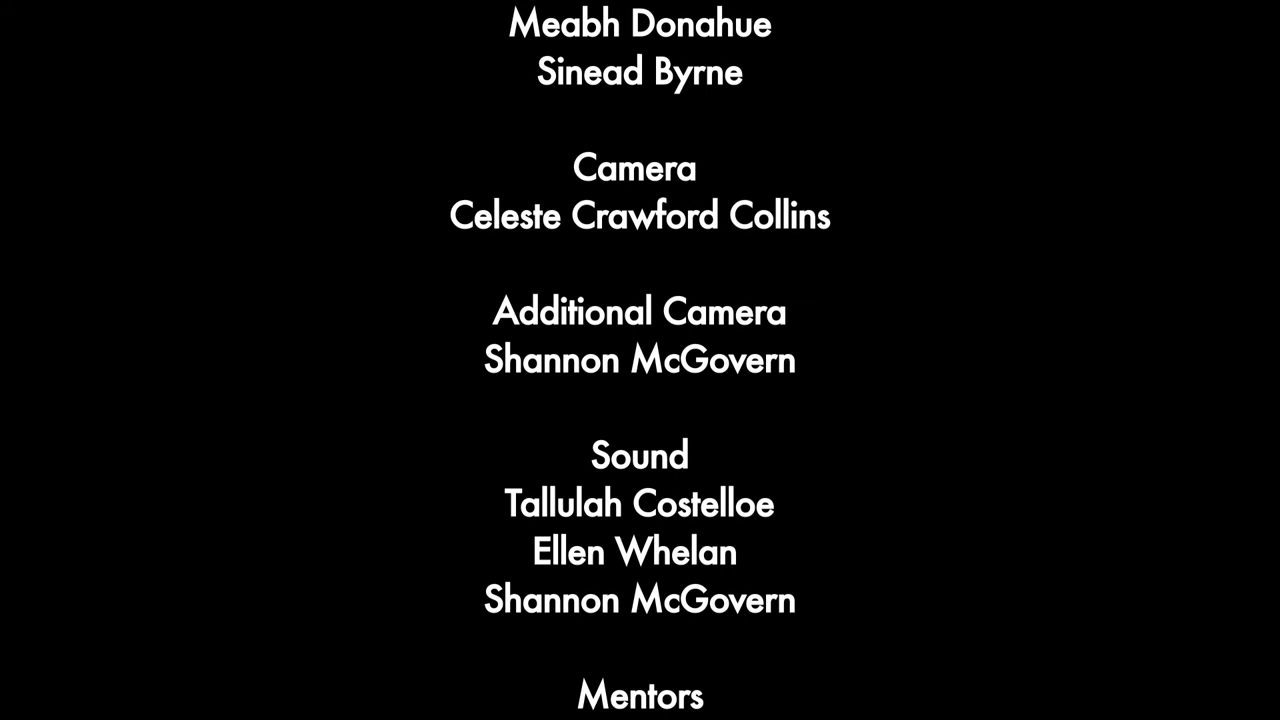 Meabh Donahue
Sinead Byrne
Camera
Celeste Crawford Collins
Additional Camera
Shannon McGovern
Sound
Tallulah Costelloe
Ellen Whelan
Shannon McGovern
Mentors